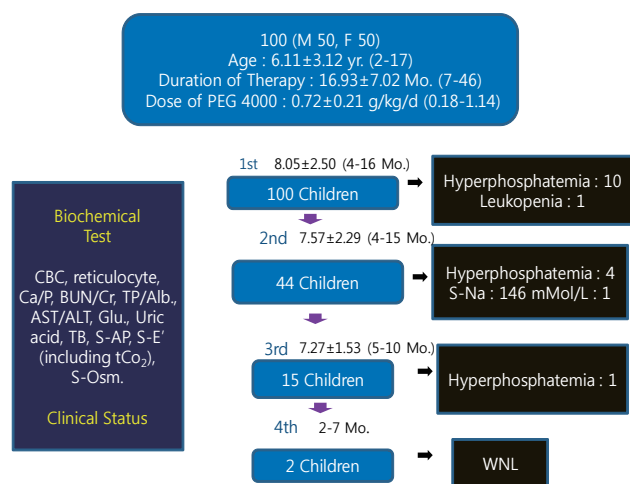 100 (M 50, F 50)
Age : 6.11±3.12 yr. (2-17)
Duration of Therapy : 16.93±7.02 Mo. (7-46)
Dose of PEG 4000 : 0.72±0.21 g/kg/d (0.18-1.14)
1st 8.05±2.50 (4-16 Mo.)
100 Children
Hyperphosphatemia : 10
Leukopenia : 1
2nd 7.57±2.29 (4-15 Mo.)
44 Children
Hyperphosphatemia : 4
S-Na : 146 mMol/L : 1
3rd 7.27±1.53 (5-10 Mo.)
15 Children
Hyperphosphatemia : 1
4th 2-7 Mo.
2 Children
WNL
Biochemical
Test
CBC, reticulocyte,
Ca/P, BUN/Cr, TP/Alb.,
AST/ALT, Glu., Uric
acid, TB, S-AP, S-E'
(including tCo₂),
S-Osm.
Clinical Status